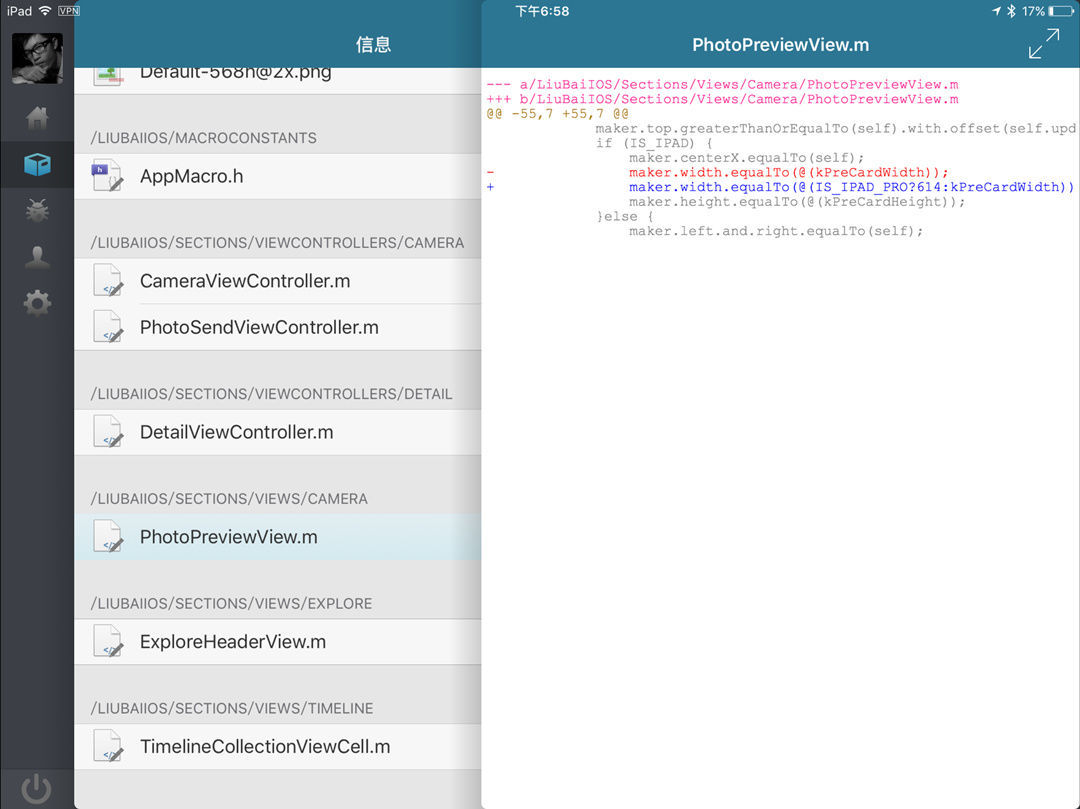 iPad VPN 下午6:58 17%
信息
Default-568h@2x.png
/LIUBAIIOS/MACROCONSTANTS
h
AppMacro.h
/LIUBAIIOS/SECTIONS/VIEWCONTROLLERS/CAMERA
CameraViewController.m
PhotoSendViewController.m
/LIUBAIIOS/SECTIONS/VIEWCONTROLLERS/DETAIL
DetailViewController.m
/LIUBAIIOS/SECTIONS/VIEWS/CAMERA
PhotoPreviewView.m
/LIUBAIIOS/SECTIONS/VIEWS/EXPLORE
ExploreHeaderView.m
/LIUBAIIOS/SECTIONS/VIEWS/TIMELINE
TimelineCollectionViewCell.m
PhotoPreviewView.m
--- a/LiuBaiIOS/Sections/Views/Camera/PhotoPreviewView.m
+++ b/LiuBaiIOS/Sections/Views/Camera/PhotoPreviewView.m
@@ -55,7 +55,7 @@
maker.top.greaterThanOrEqualTo(self).with.offset(self.upd
if (IS_IPAD) {
maker.centerX.equalTo(self);
- maker.width.equalTo(@(kPreCardWidth));
+ maker.width.equalTo(@(IS_IPAD_PRO?614:kPreCardWidth))
maker.height.equalTo(@(kPreCardHeight));
}else {
maker.left.and.right.equalTo(self);